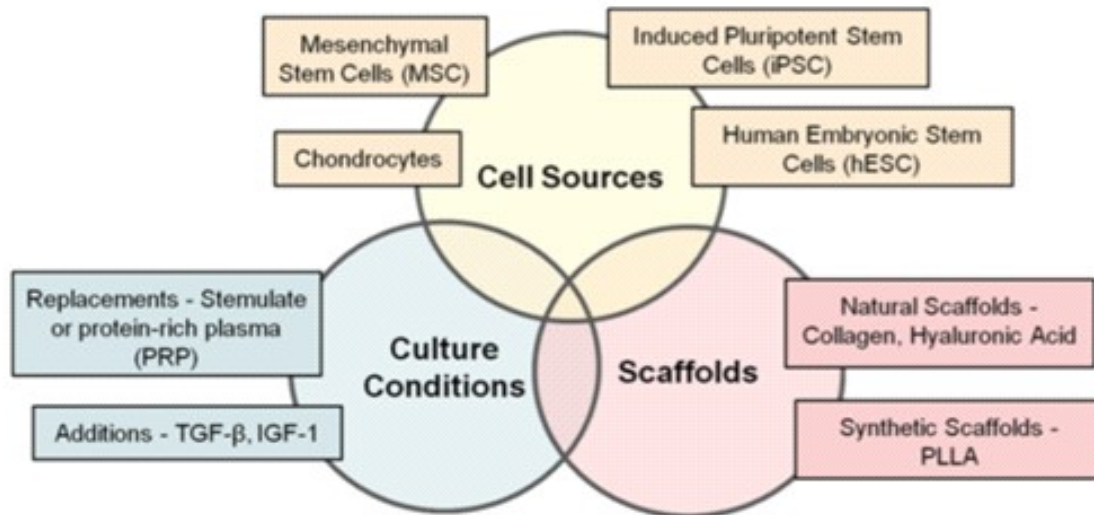 Mesenchymal
Stem Cells (MSC)
Induced Pluripotent Stem
Cells (iPSC)
Chondrocytes
Human Embryonic Stem
Cells (hESC)
Cell Sources
Replacements - Stemulate
or protein-rich plasma
(PRP)
Additions - TGF-β, IGF-1
Culture
Conditions
Scaffolds
Natural Scaffolds -
Collagen, Hyaluronic Acid
Synthetic Scaffolds -
PLLA